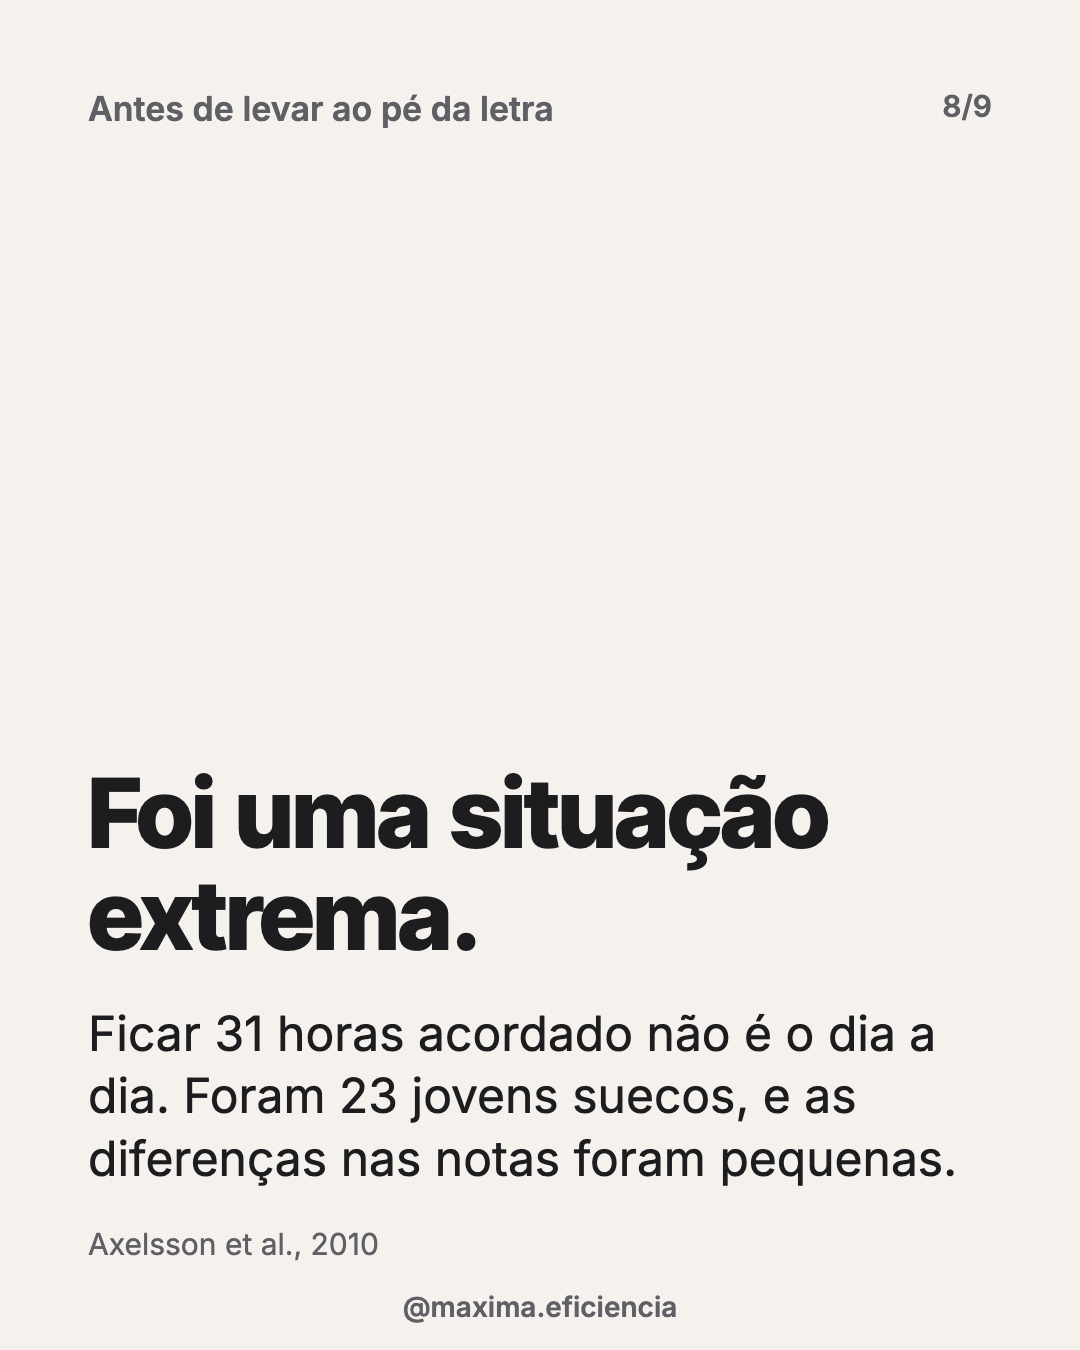 Antes de levar ao pé da letra
8/9
Foi uma situação
extrema.
Ficar 31 horas acordado não é o dia a
dia. Foram 23 jovens suecos, e as
diferenças nas notas foram pequenas.
Axelsson et al., 2010
@maxima.eficiencia